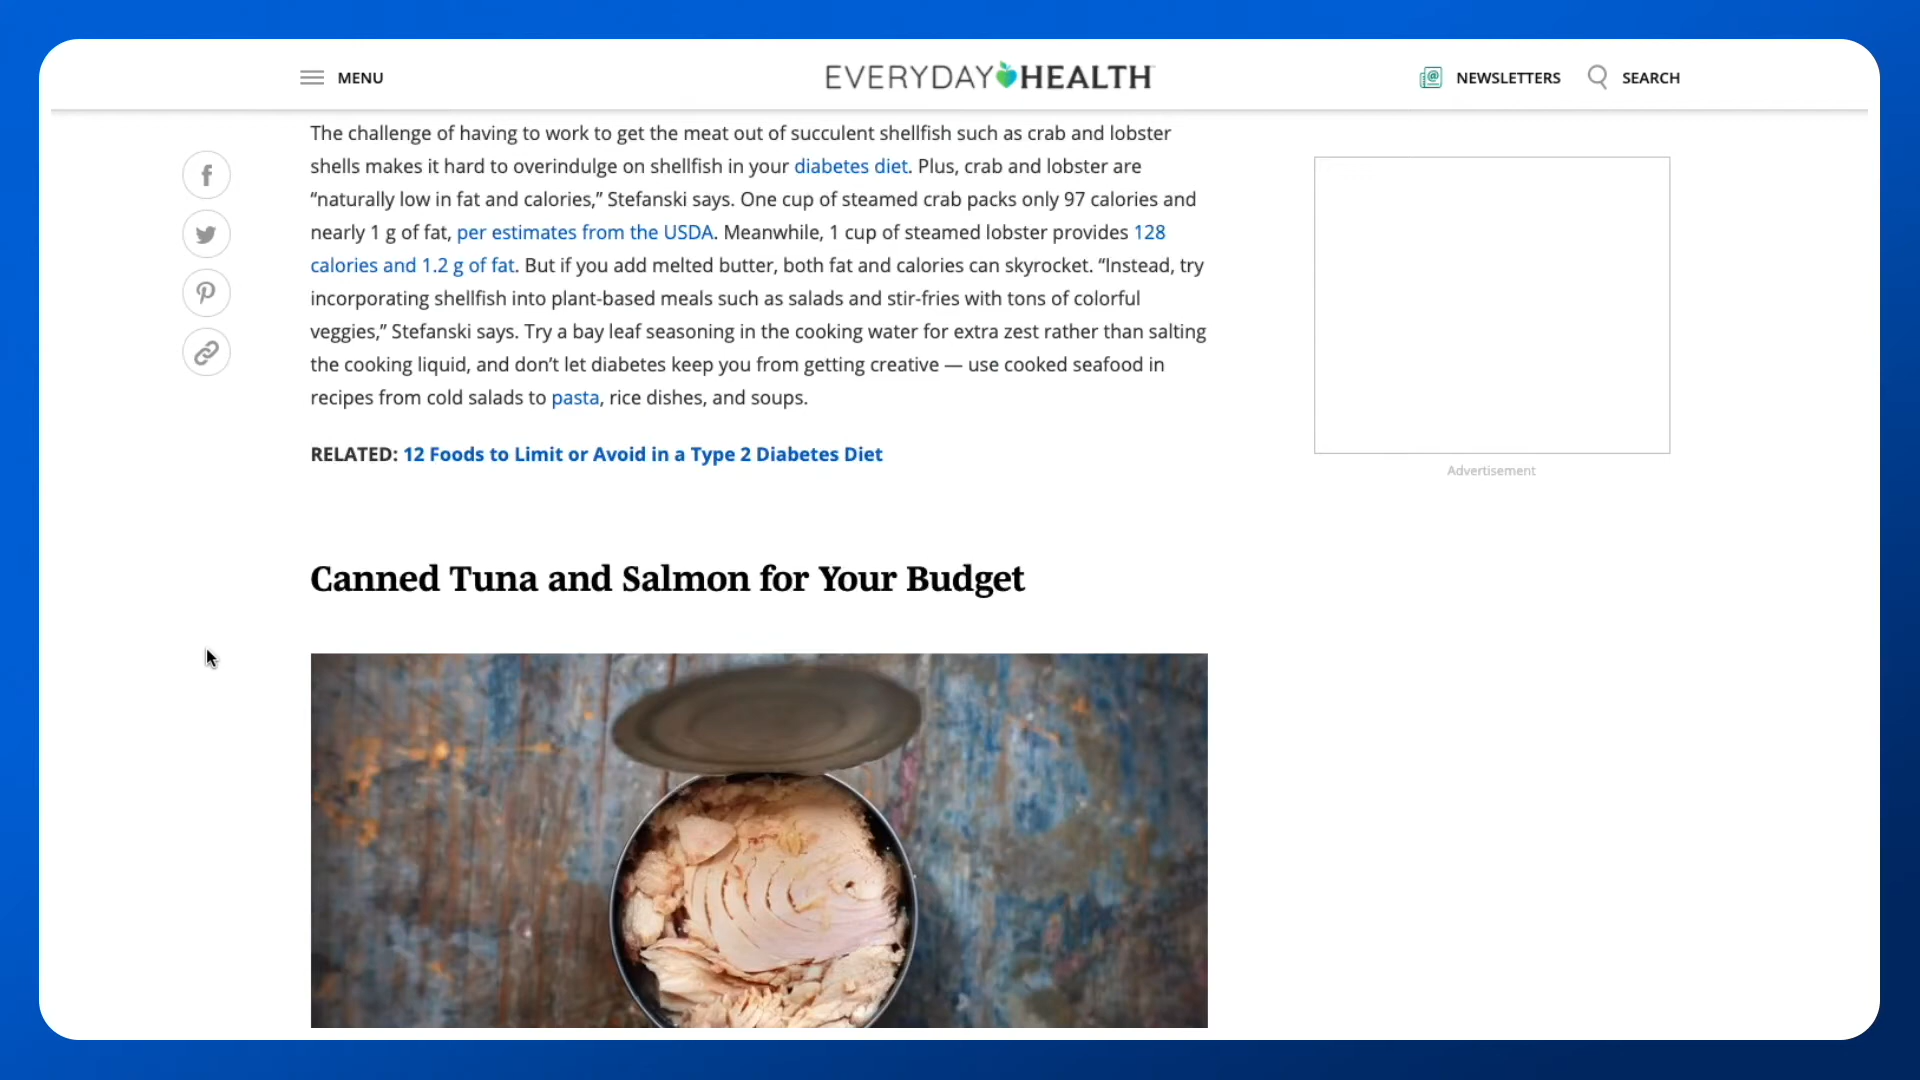 MENU
EVERYDAY HEALTH
NEWSLETTERS
SEARCH
The challenge of having to work to get the meat out of succulent shellfish such as crab and lobster
shells makes it hard to overindulge on shellfish in your diabetes diet. Plus, crab and lobster are
“naturally low in fat and calories,” Stefanski says. One cup of steamed crab packs only 97 calories and
nearly 1 g of fat, per estimates from the USDA. Meanwhile, 1 cup of steamed lobster provides 128
calories and 1.2 g of fat. But if you add melted butter, both fat and calories can skyrocket. “Instead, try
incorporating shellfish into plant-based meals such as salads and stir-fries with tons of colorful
veggies,” Stefanski says. Try a bay leaf seasoning in the cooking water for extra zest rather than salting
the cooking liquid, and don’t let diabetes keep you from getting creative — use cooked seafood in
recipes from cold salads to pasta, rice dishes, and soups.
RELATED: 12 Foods to Limit or Avoid in a Type 2 Diabetes Diet
Advertisement
Canned Tuna and Salmon for Your Budget